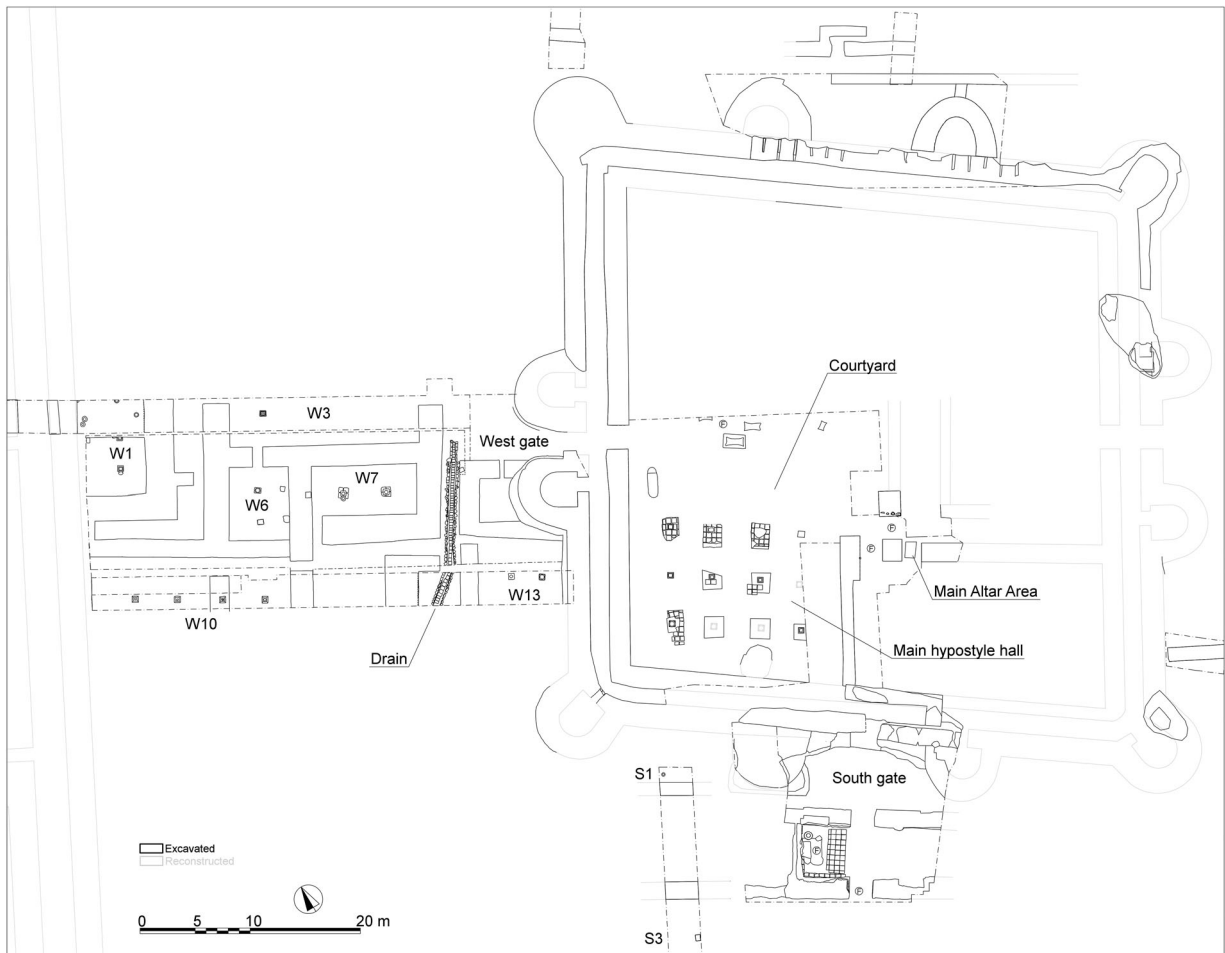 Courtyard
W3
West gate
W1
W7
W6
F
F
F
F
Main Altar Area
W13
W10
Main hypostyle hall
Drain
S1
South gate
F
F
Excavated
Reconstructed
0 5 10 20 m
S3